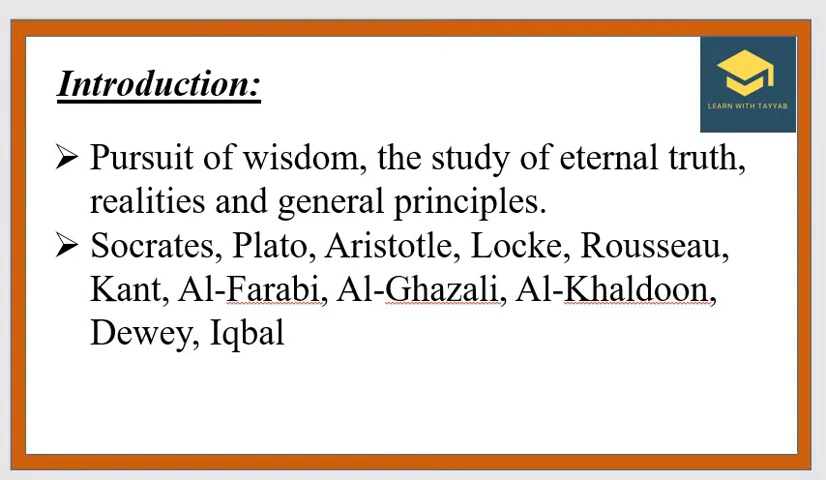 Introduction:
LEARN WITH TAYYAB
➢ Pursuit of wisdom, the study of eternal truth,
realities and general principles.
➢ Socrates, Plato, Aristotle, Locke, Rousseau,
Kant, Al-Farabi, Al-Ghazali, Al-Khaldoon,
Dewey, Iqbal